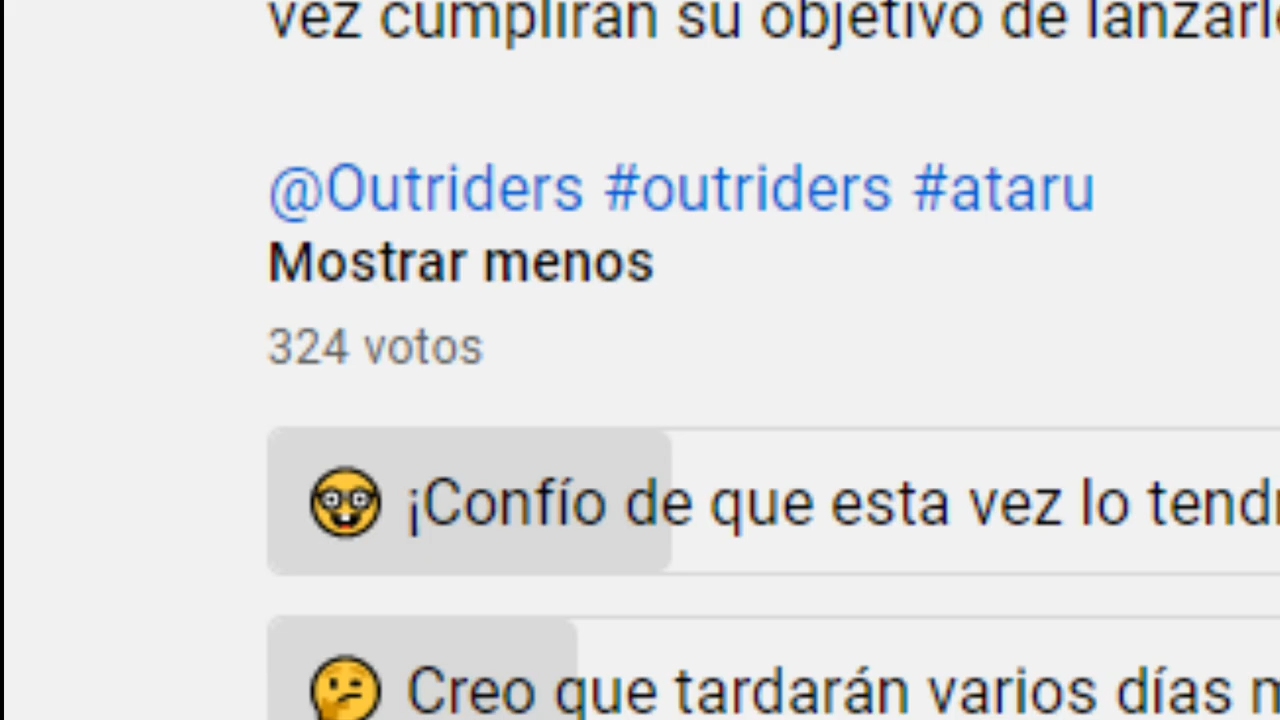 vez cumplirán su objetivo de
@Outriders #outriders #ataru
Mostrar menos
324 votos
🤓 ¡Confío de que esta vez lo
🤔 Creo que tardarán varios días